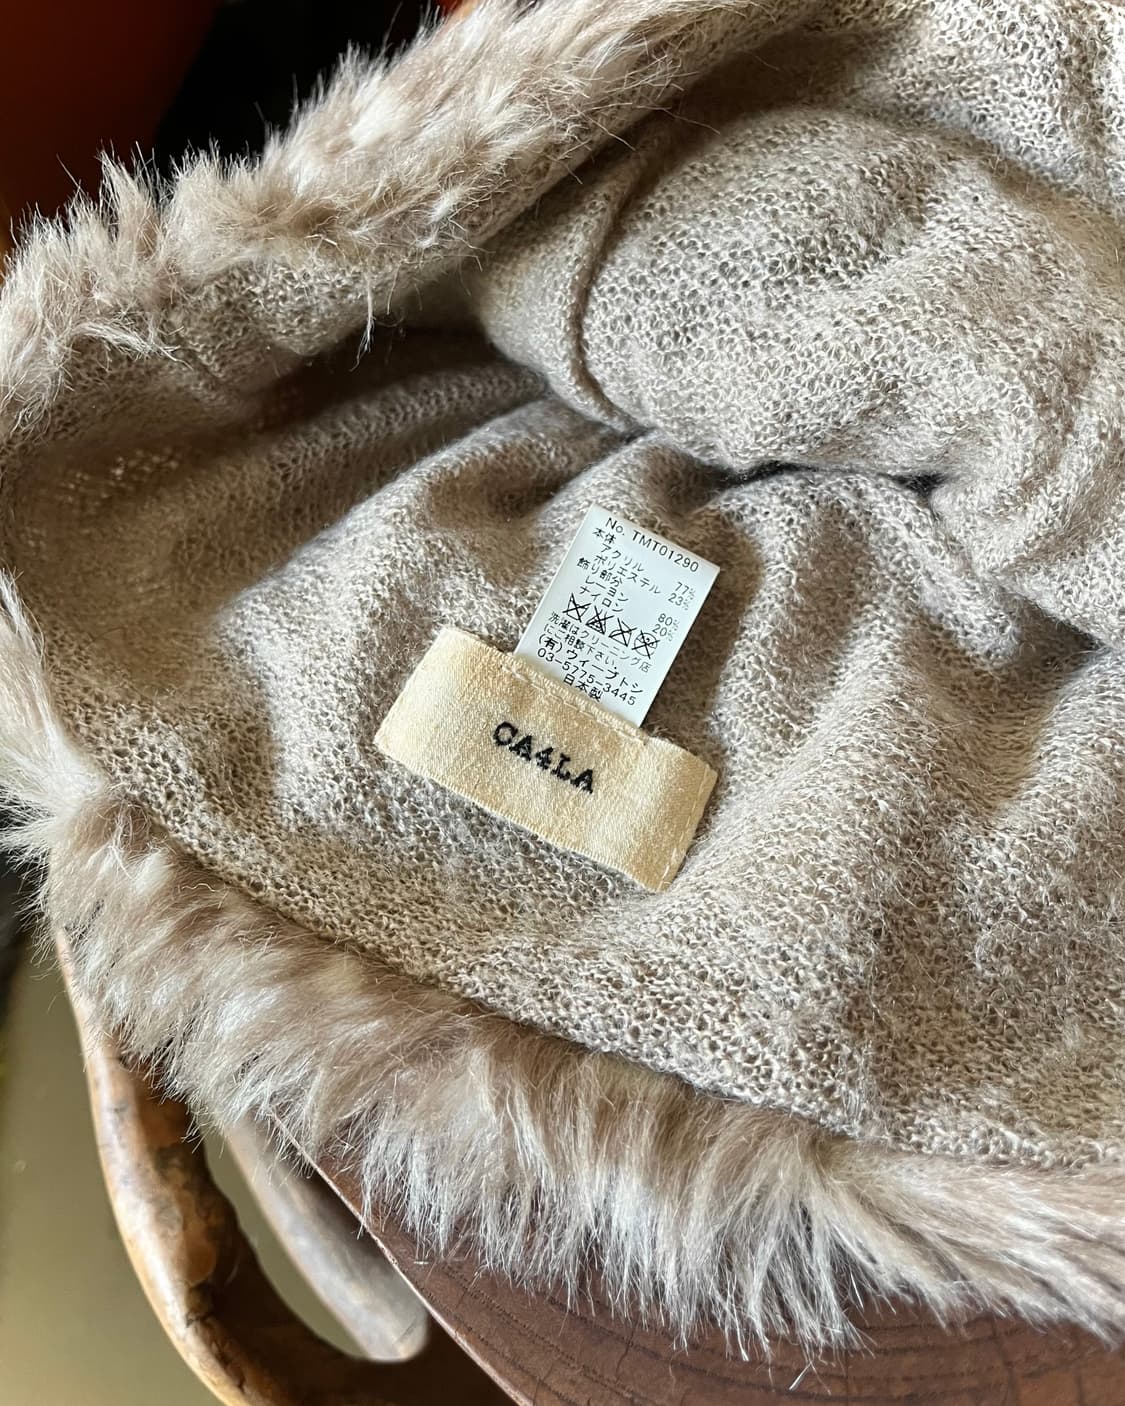 No. TMT01290
本体
アクリル 77%
ポリエステル 23%
飾り部分
レーヨン 80%
ナイロン 20%
洗濯はクリーニング店
にご相談下さい。
(有)ウィーブトシ
03-5775-3445
日本製
CA4LA